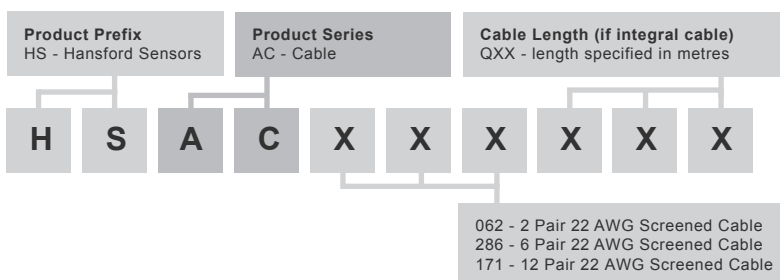 Product Prefix
HS - Hansford Sensors
Product Series
AC - Cable
Cable Length (if integral cable)
QXX - length specified in metres
H S A C X X X X X X
062 - 2 Pair 22 AWG Screened Cable
286 - 6 Pair 22 AWG Screened Cable
171 - 12 Pair 22 AWG Screened Cable